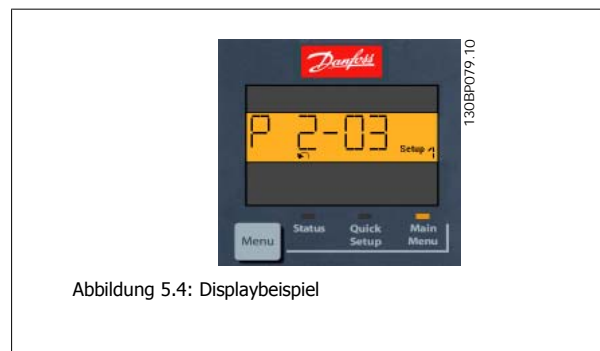 Danfoss
130BP079.10
P 2-03
Setup 1
Menu
Status
Quick Setup
Main Menu
Abbildung 5.4: Displaybeispiel